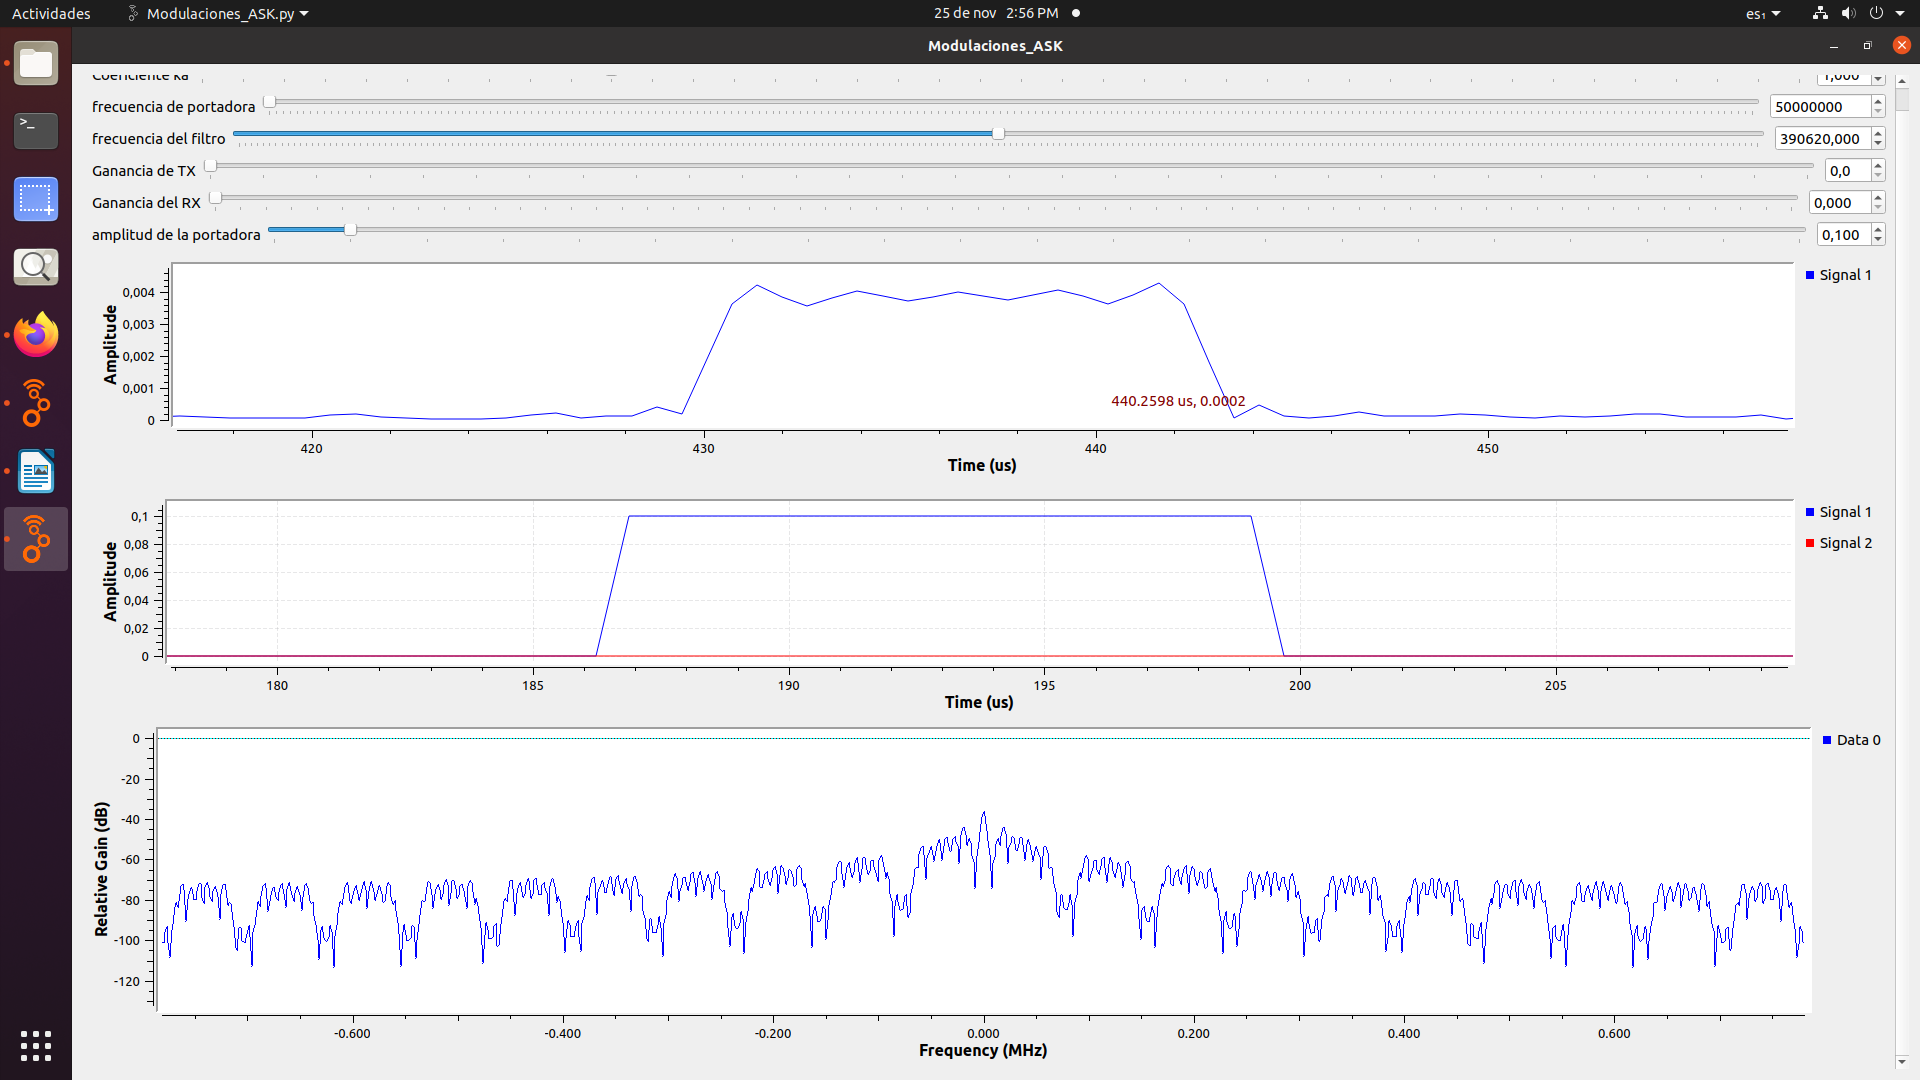 Actividades Modulaciones_ASK.py 25 de nov 2:56 PM es₁
Modulaciones_ASK
Coeficiente ka 1,000
frecuencia de portadora 50000000
frecuencia del filtro 390620,000
Ganancia de TX 0,0
Ganancia del RX 0,000
amplitud de la portadora 0,100
Amplitude
0,004
0,003
0,002
0,001
0
440.2598 us, 0.0002
420 430 440 450
Time (us)
Signal 1
Amplitude
0,1
0,08
0,06
0,04
0,02
0
180 185 190 195 200 205
Time (us)
Signal 1
Signal 2
Relative Gain (dB)
0
-20
-40
-60
-80
-100
-120
-0.600 -0.400 -0.200 0.000 0.200 0.400 0.600
Frequency (MHz)
Data 0